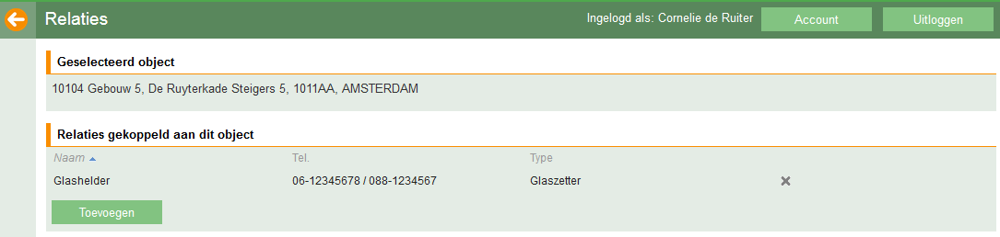 Relaties
Ingelogd als: Cornelie de Ruiter
Account
Uitloggen
Geselecteerd object
10104 Gebouw 5, De Ruyterkade Steigers 5, 1011AA, AMSTERDAM
Relaties gekoppeld aan dit object
Naam Tel. Type
Glashelder 06-12345678 / 088-1234567 Glaszetter
Toevoegen